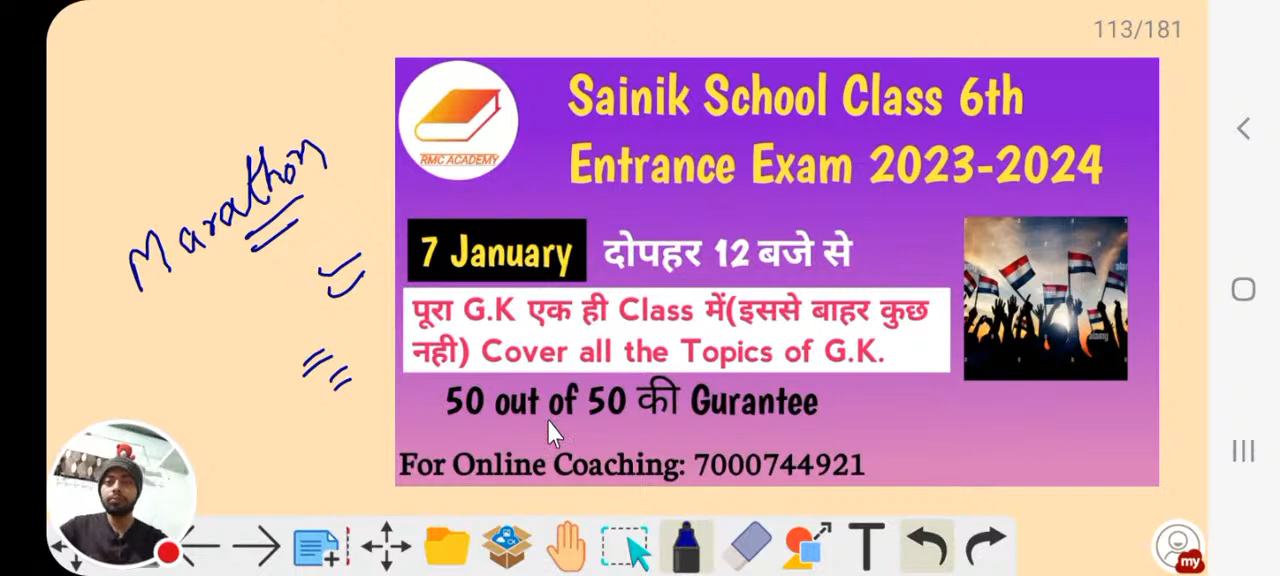 113/181
Marathon
RMC ACADEMY
Sainik School Class 6th
Entrance Exam 2023-2024
7 January दोपहर 12 बजे से
पूरा G.K एक ही Class में(इससे बाहर कुछ
नही) Cover all the Topics of G.K.
50 out of 50 की Gurantee
For Online Coaching: 7000744921
T
my